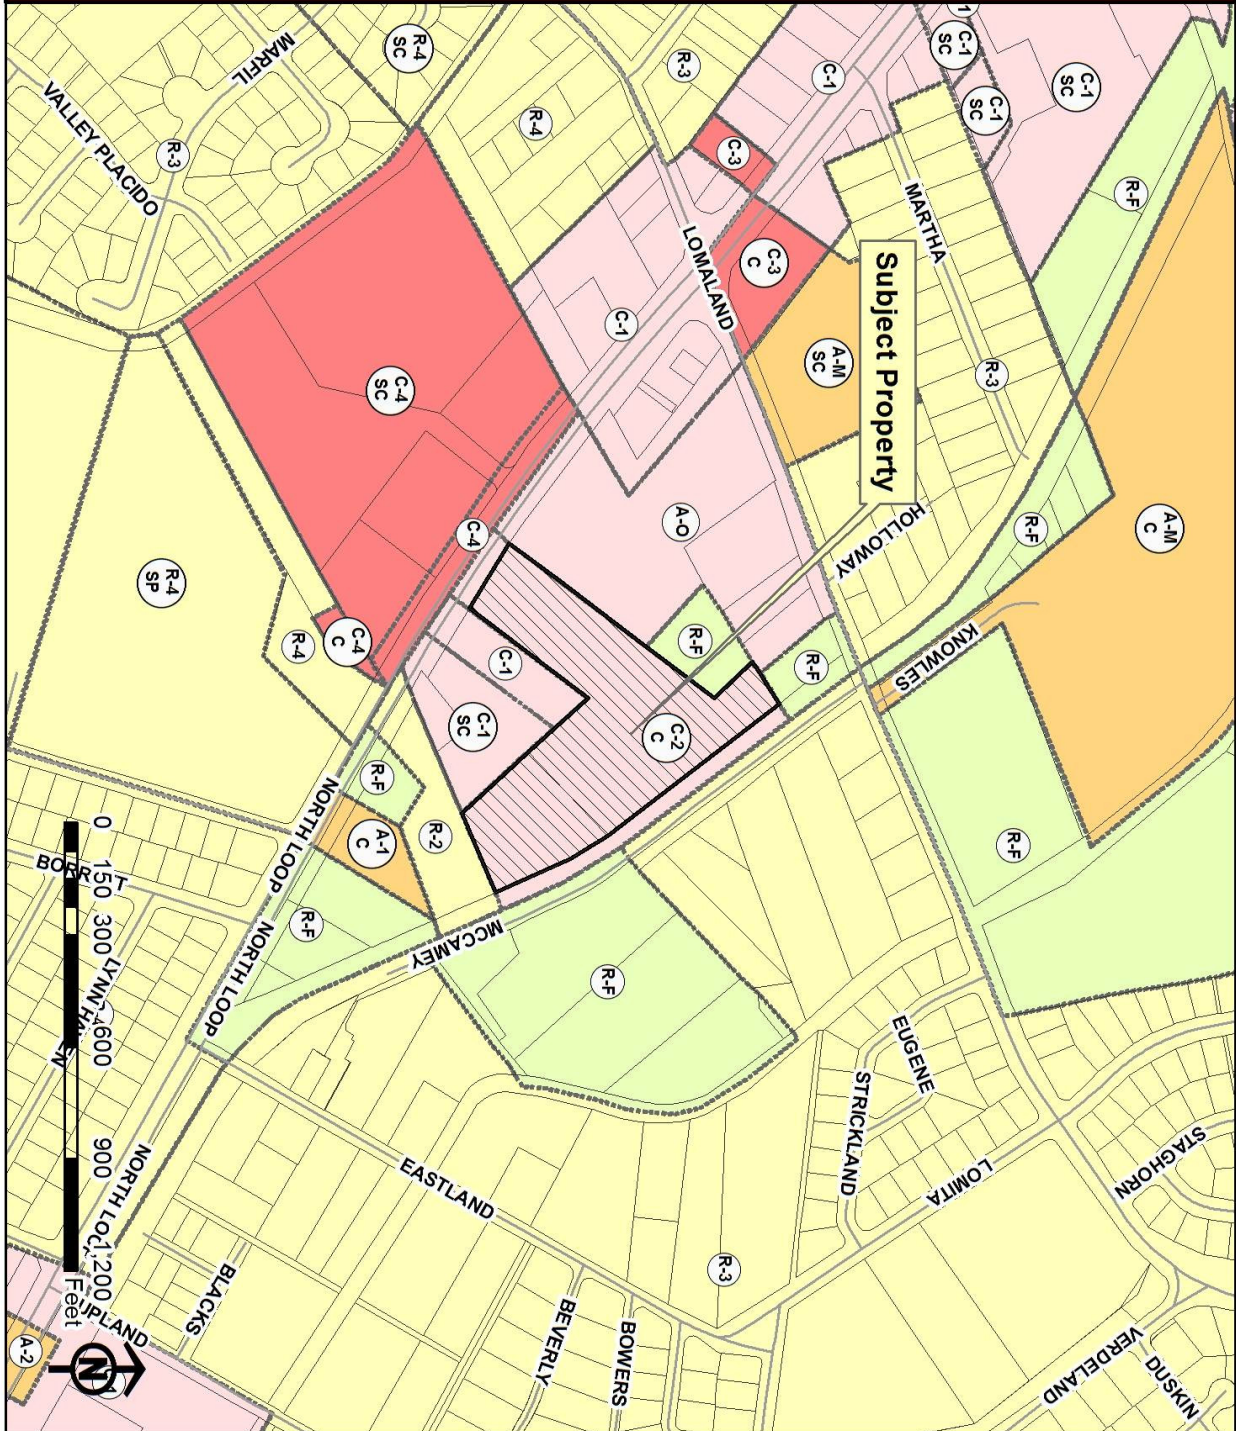 MARFIL
VALLEY PLACIDO
R-3
R-4
SC
R-4
R-3
C-1
C-1
SC
C-1
SC
C-1
SC
R-F
C-3
C-3
C
LOMALAND
MARTHA
R-3
A-M
SC
Subject Property
HOLLOWAY
A-M
C
R-F
KNOWLES
C-1
A-O
C-4
SC
C-4
C-4
C
R-4
R-4
SP
R-F
R-F
C-2
C
C-1
C-1
SC
R-F
A-1
C
R-2
R-F
R-F
R-F
MCCAMEY
NORTH LOOP
NORTH LOOP
NORTH LOOP
BORRETT
EUGENE
STRICKLAND
LOMITA
STAGHORN
EASTLAND
R-3
BLACKS
BEVERLY
BOWERS
VERDELAND
DUSKIN
UPLAND
A-2
0 150 300 600 900 1,200
Feet
N